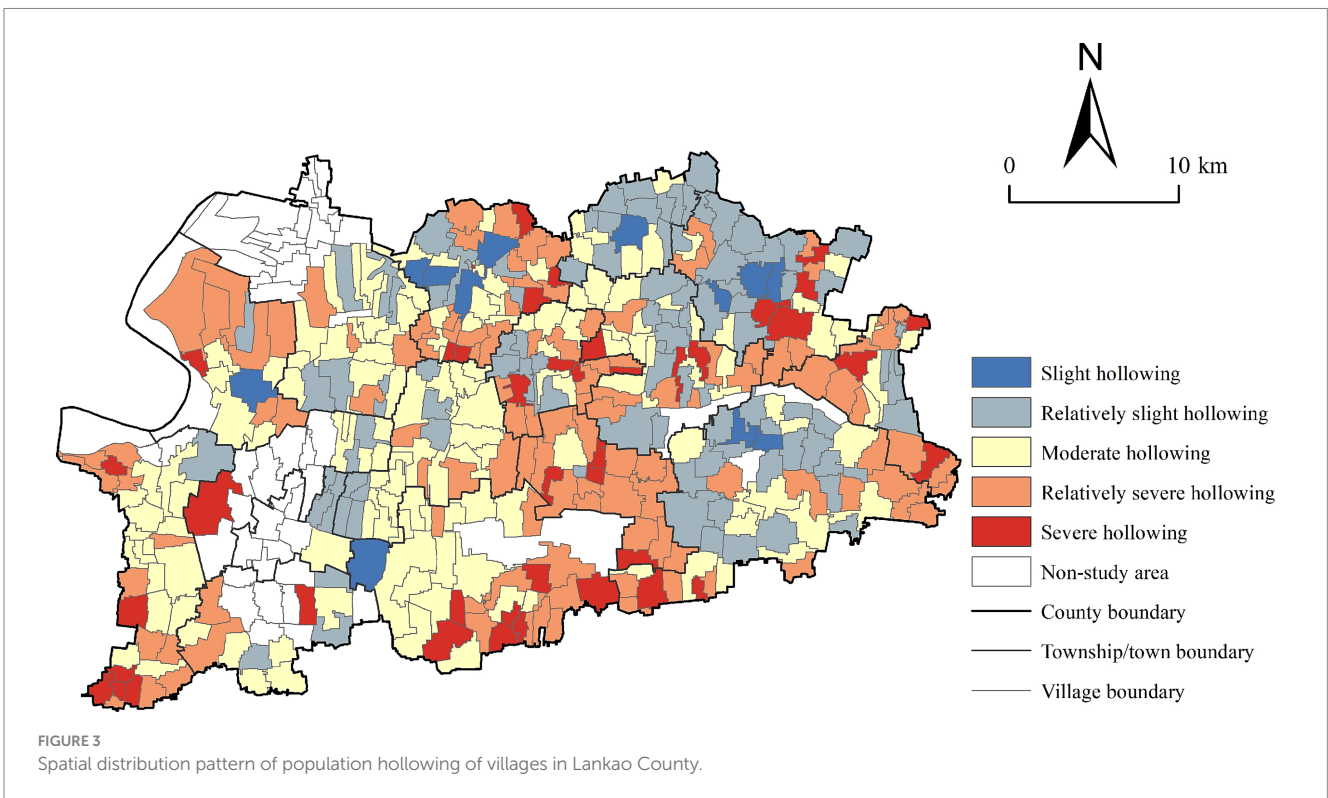 N
0 10 km
Slight hollowing
Relatively slight hollowing
Moderate hollowing
Relatively severe hollowing
Severe hollowing
Non-study area
County boundary
Township/town boundary
Village boundary
FIGURE 3
Spatial distribution pattern of population hollowing of villages in Lankao County.